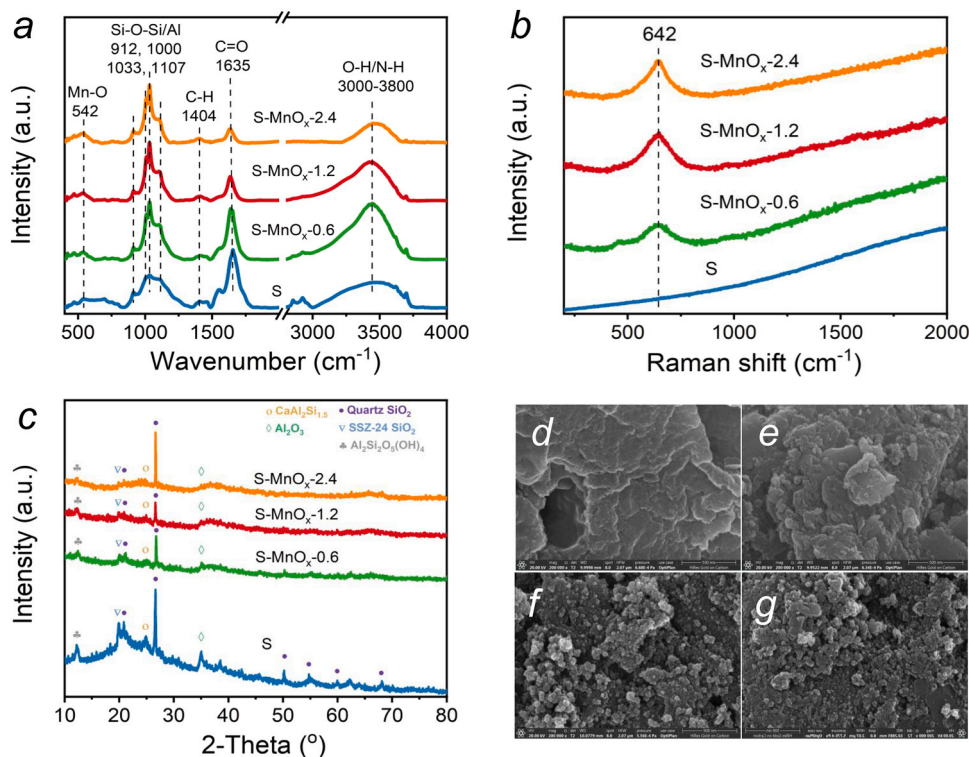 a
Si-O-Si/Al
912, 1000
1033, 1107
C=O
1635
O-H/N-H
3000-3800
Mn-O
542
C-H
1404
S-MnOₓ-2.4
S-MnOₓ-1.2
S-MnOₓ-0.6
S
Intensity (a.u.)
500 1000 1500 3000 3500 4000
Wavenumber (cm⁻¹)
b
642
S-MnOₓ-2.4
S-MnOₓ-1.2
S-MnOₓ-0.6
S
Intensity (a.u.)
500 1000 1500 2000
Raman shift (cm⁻¹)
c
CaAl₂Si₁.₅
Quartz SiO₂
Al₂O₃
SSZ-24 SiO₂
Al₂Si₂O₅(OH)₄
S-MnOₓ-2.4
S-MnOₓ-1.2
S-MnOₓ-0.6
S
Intensity (a.u.)
10 20 30 40 50 60 70 80
2-Theta (°)
d
e
f
g